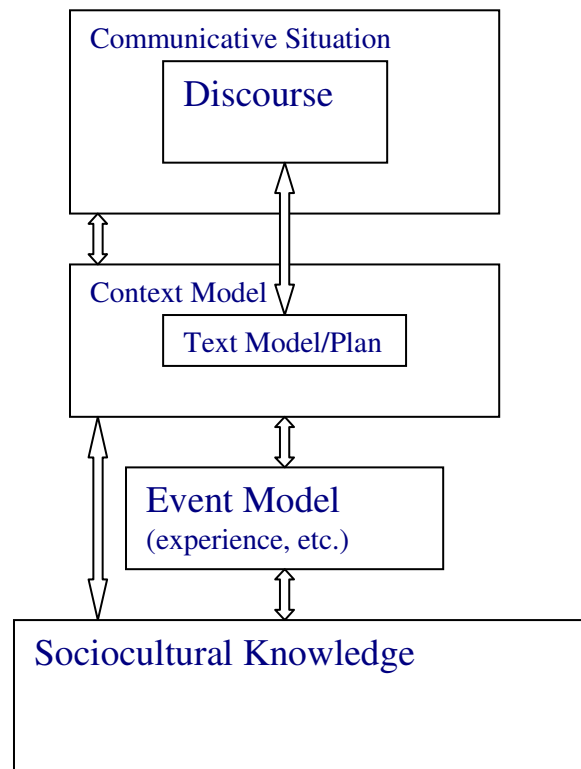 Communicative Situation
Discourse
Context Model
Text Model/Plan
Event Model
(experience, etc.)
Sociocultural Knowledge